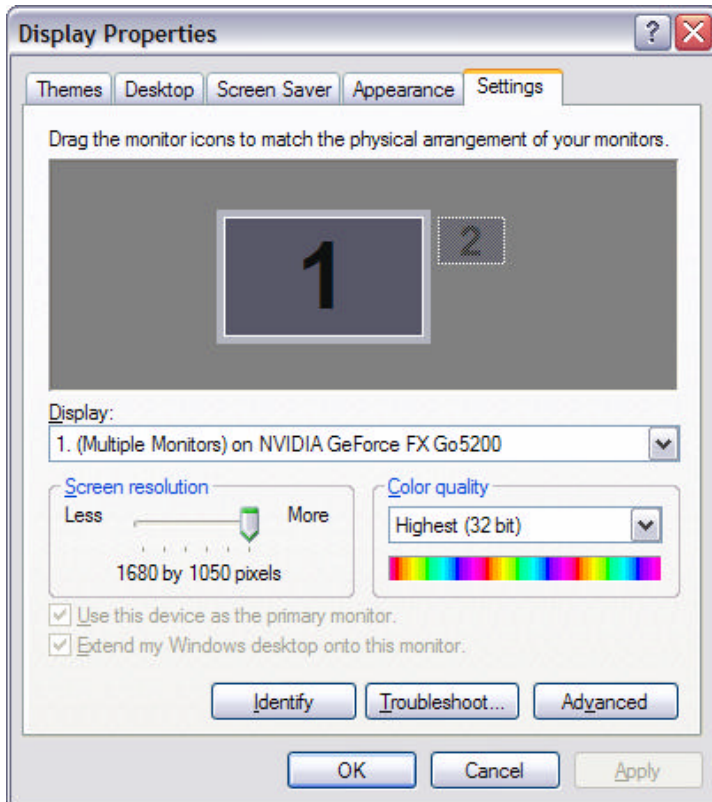 Display Properties
?
Themes Desktop Screen Saver Appearance Settings
Drag the monitor icons to match the physical arrangement of your monitors.
1 2
Display:
1. (Multiple Monitors) on NVIDIA GeForce FX Go5200
Screen resolution Color quality
Less More Highest (32 bit)
1680 by 1050 pixels
Use this device as the primary monitor.
Extend my Windows desktop onto this monitor.
Identify Troubleshoot... Advanced
OK Cancel Apply